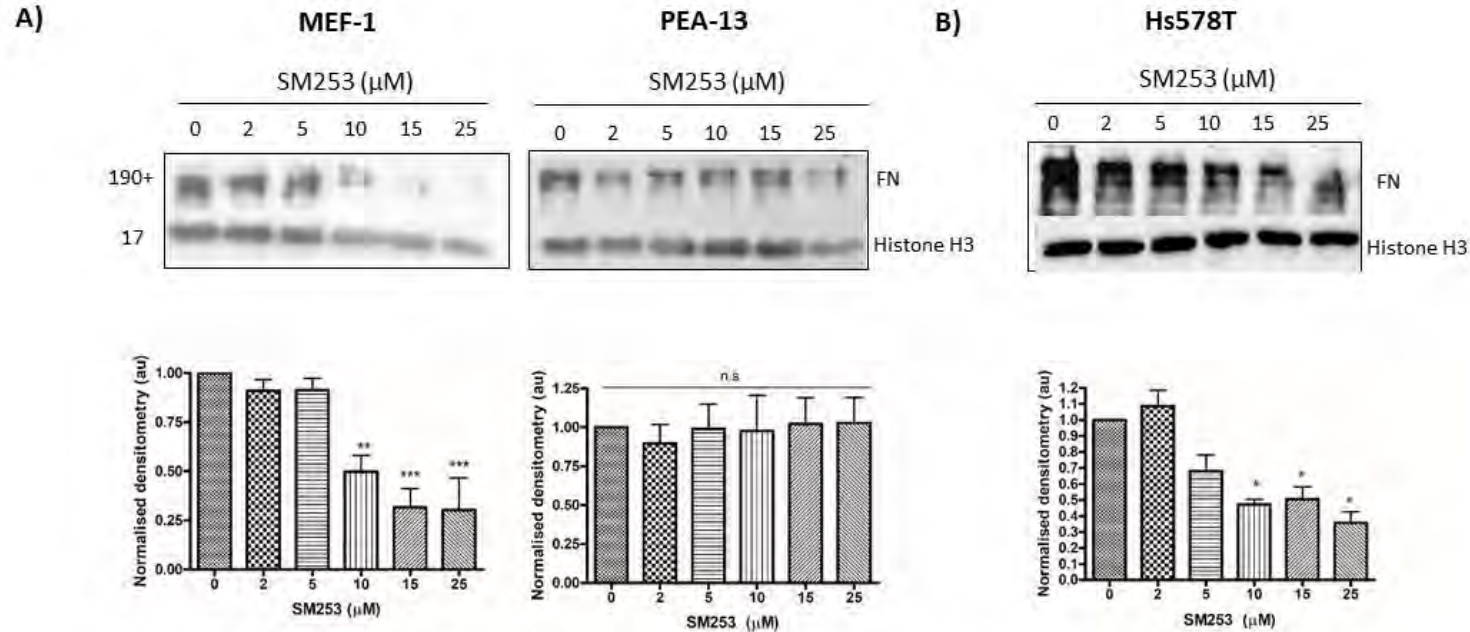 A)
MEF-1
PEA-13
B)
Hs578T
SM253 (µM)
SM253 (µM)
SM253 (µM)
0 2 5 10 15 25
0 2 5 10 15 25
0 2 5 10 15 25
190+
FN
FN
17
Histone H3
Histone H3
Normalised densitometry (au)
1.00
0.75
0.50
0.25
0.00
** *** ***
0 2 5 10 15 25
SM253 (µM)
Normalised densitometry (au)
n.s
1.25
1.00
0.75
0.50
0.25
0.00
0 2 5 10 15 25
SM253 (µM)
Normalised densitometry (au)
1.2
1.1
1.0
0.9
0.8
0.7
0.6
0.5
0.4
0.3
0.2
0.1
0.0
* * *
0 2 5 10 15 25
SM253 (µM)